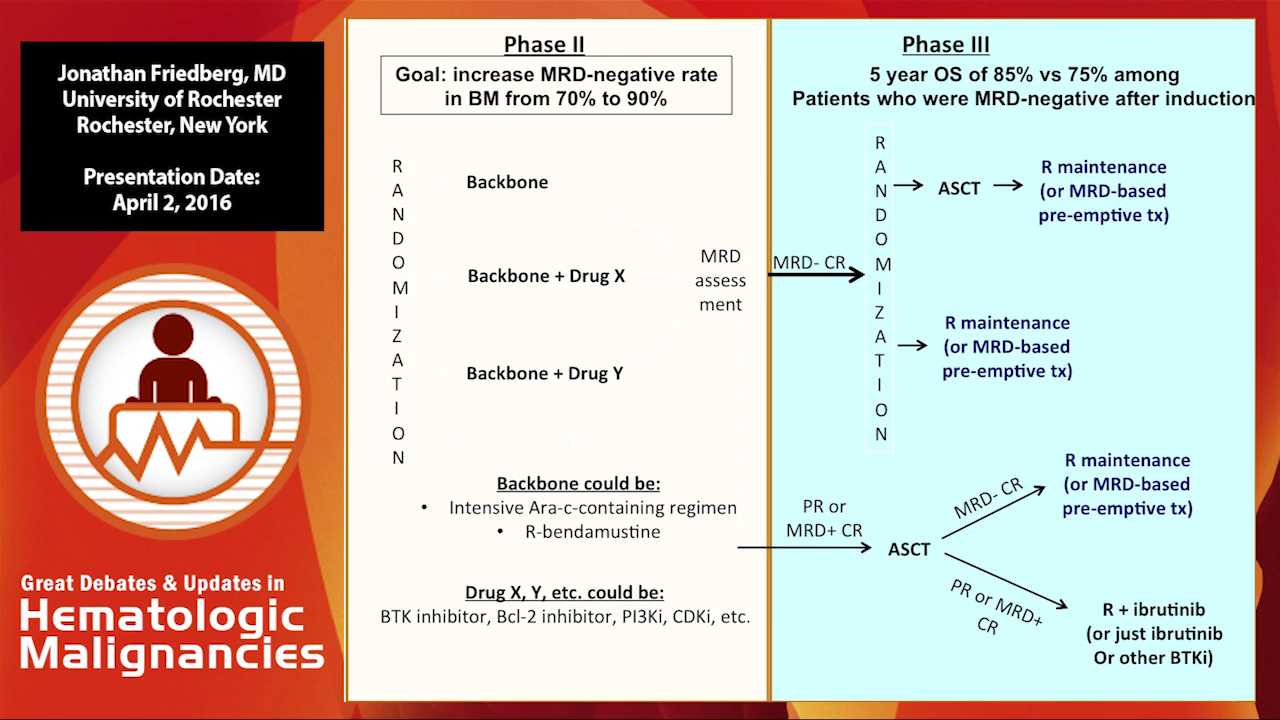 Jonathan Friedberg, MD
University of Rochester
Rochester, New York
Presentation Date:
April 2, 2016
Great Debates & Updates in
Hematologic
Malignancies
Phase II
Goal: increase MRD-negative rate
in BM from 70% to 90%
R
A
N
D
O
M
I
Z
A
T
I
O
N
Backbone
Backbone + Drug X
Backbone + Drug Y
MRD
assess
ment
Backbone could be:
• Intensive Ara-c-containing regimen
• R-bendamustine
Drug X, Y, etc. could be:
BTK inhibitor, Bcl-2 inhibitor, PI3Ki, CDKi, etc.
Phase III
5 year OS of 85% vs 75% among
Patients who were MRD-negative after induction
MRD- CR
R
A
N
D
O
M
I
Z
A
T
I
O
N
ASCT
R maintenance
(or MRD-based
pre-emptive tx)
R maintenance
(or MRD-based
pre-emptive tx)
PR or
MRD+ CR
ASCT
MRD- CR
R maintenance
(or MRD-based
pre-emptive tx)
PR or MRD+
CR
R + ibrutinib
(or just ibrutinib
Or other BTKi)